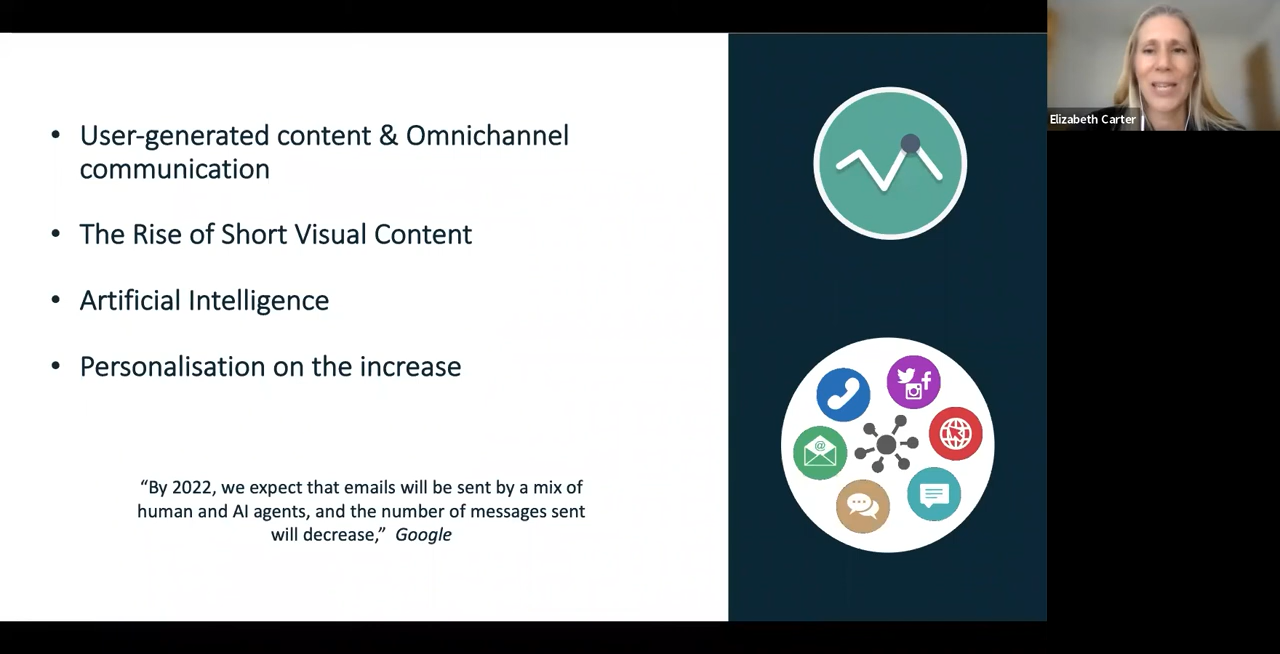 • User-generated content & Omnichannel
communication
• The Rise of Short Visual Content
• Artificial Intelligence
• Personalisation on the increase
“By 2022, we expect that emails will be sent by a mix of
human and AI agents, and the number of messages sent
will decrease,” Google
@
Elizabeth Carter